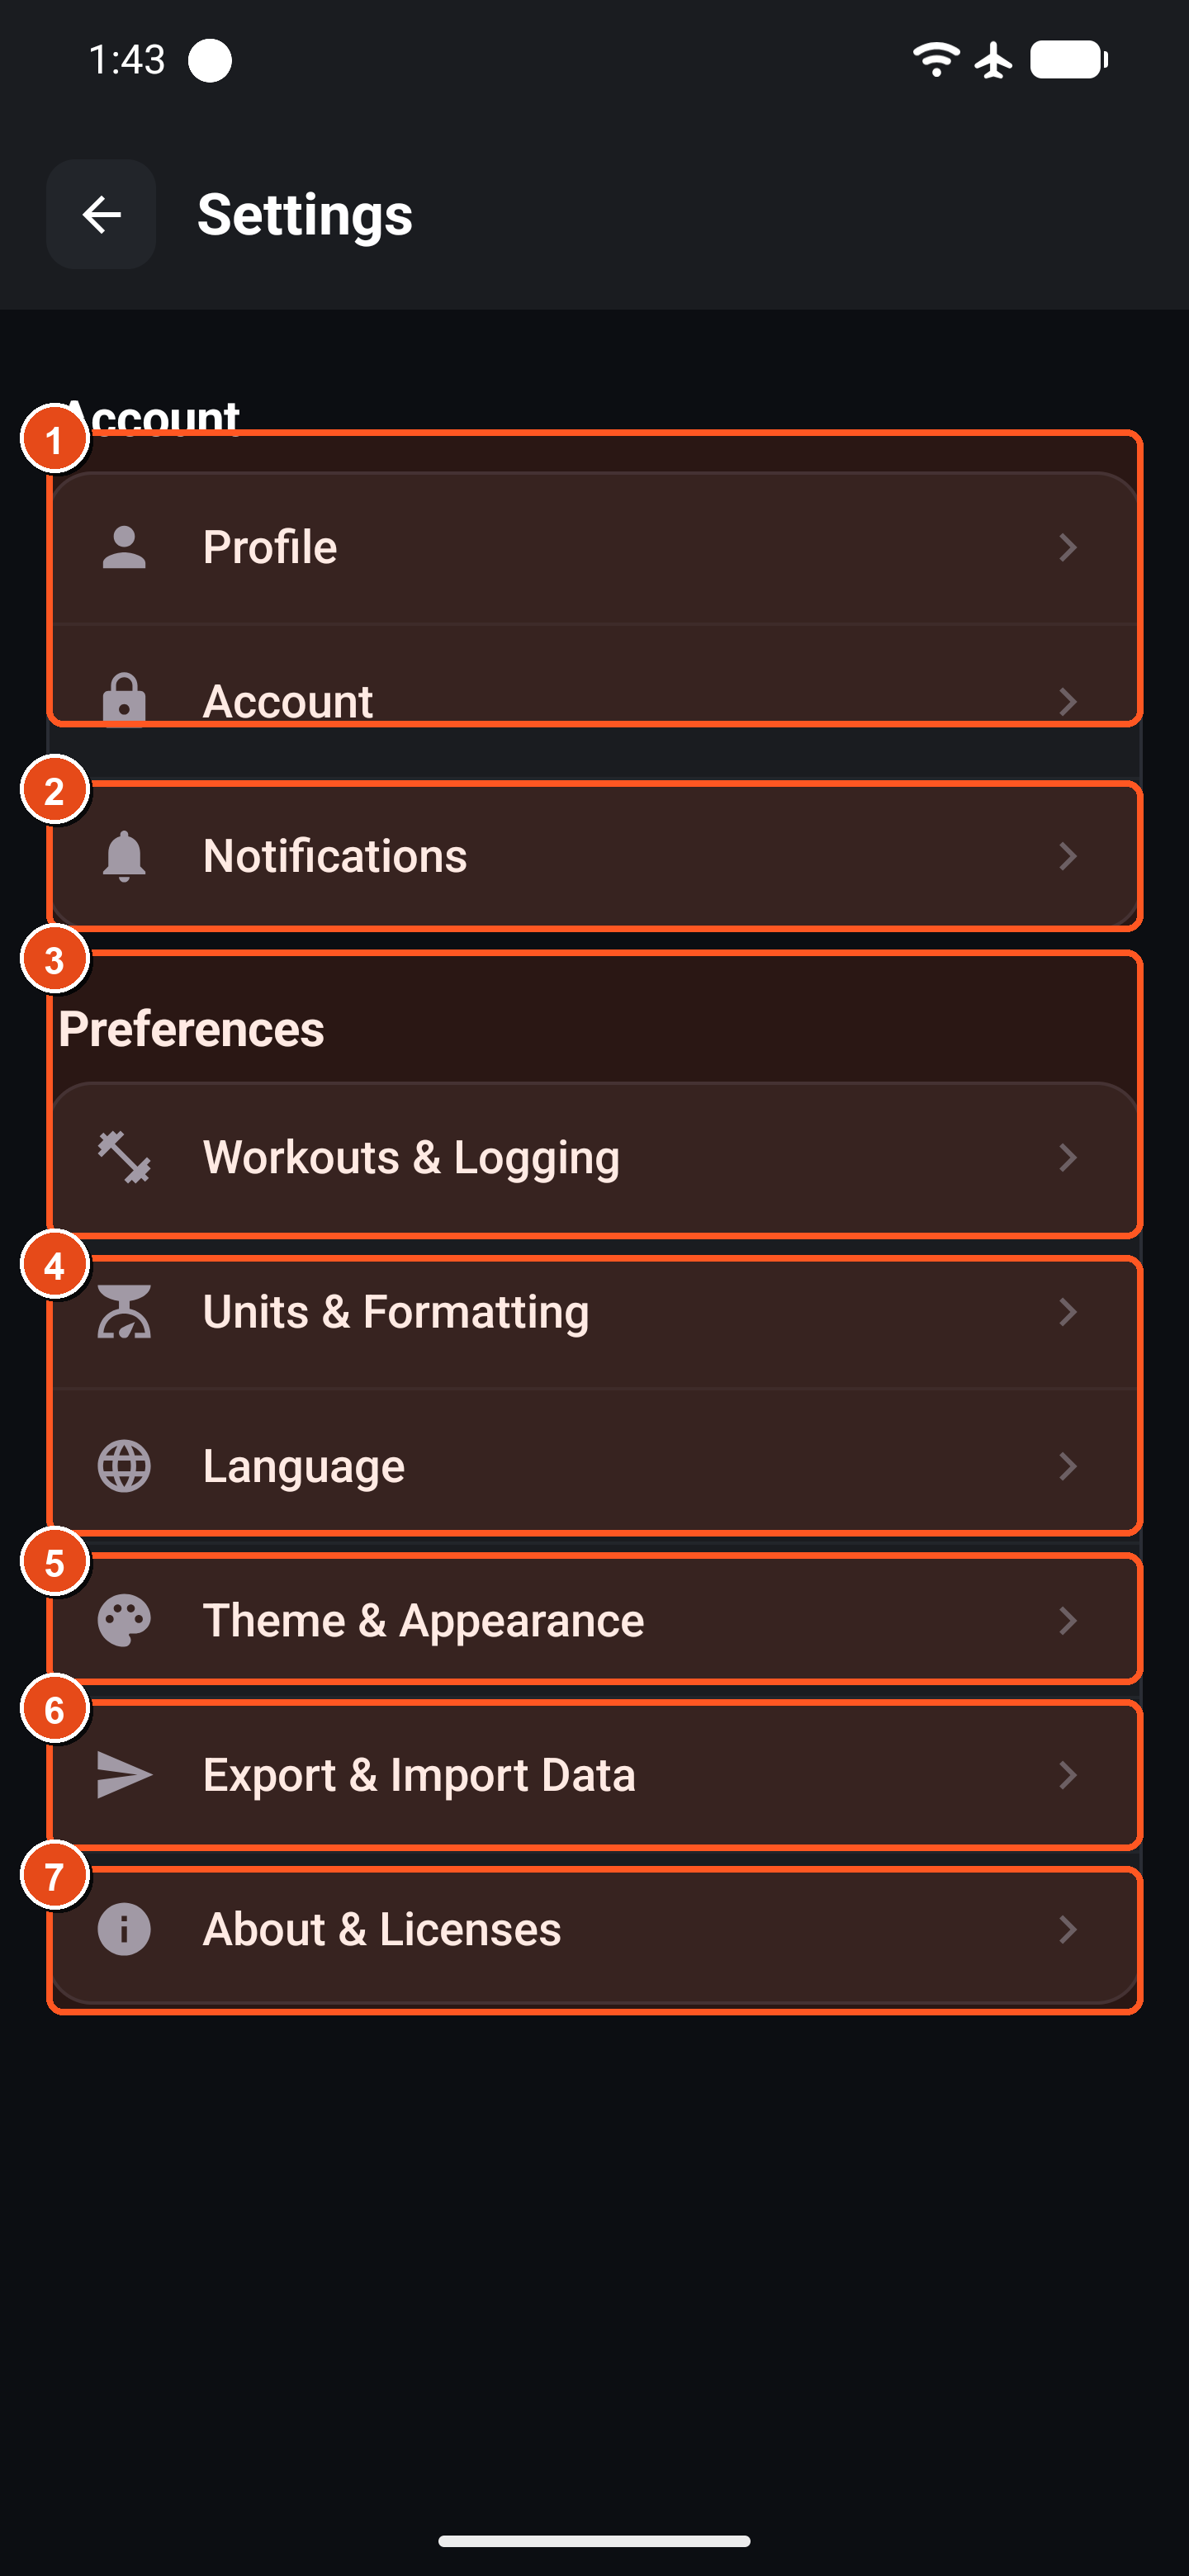 1:43
Settings
Account
1
Profile
Account
2
Notifications
3
Preferences
Workouts & Logging
4
Units & Formatting
Language
5
Theme & Appearance
6
Export & Import Data
7
About & Licenses